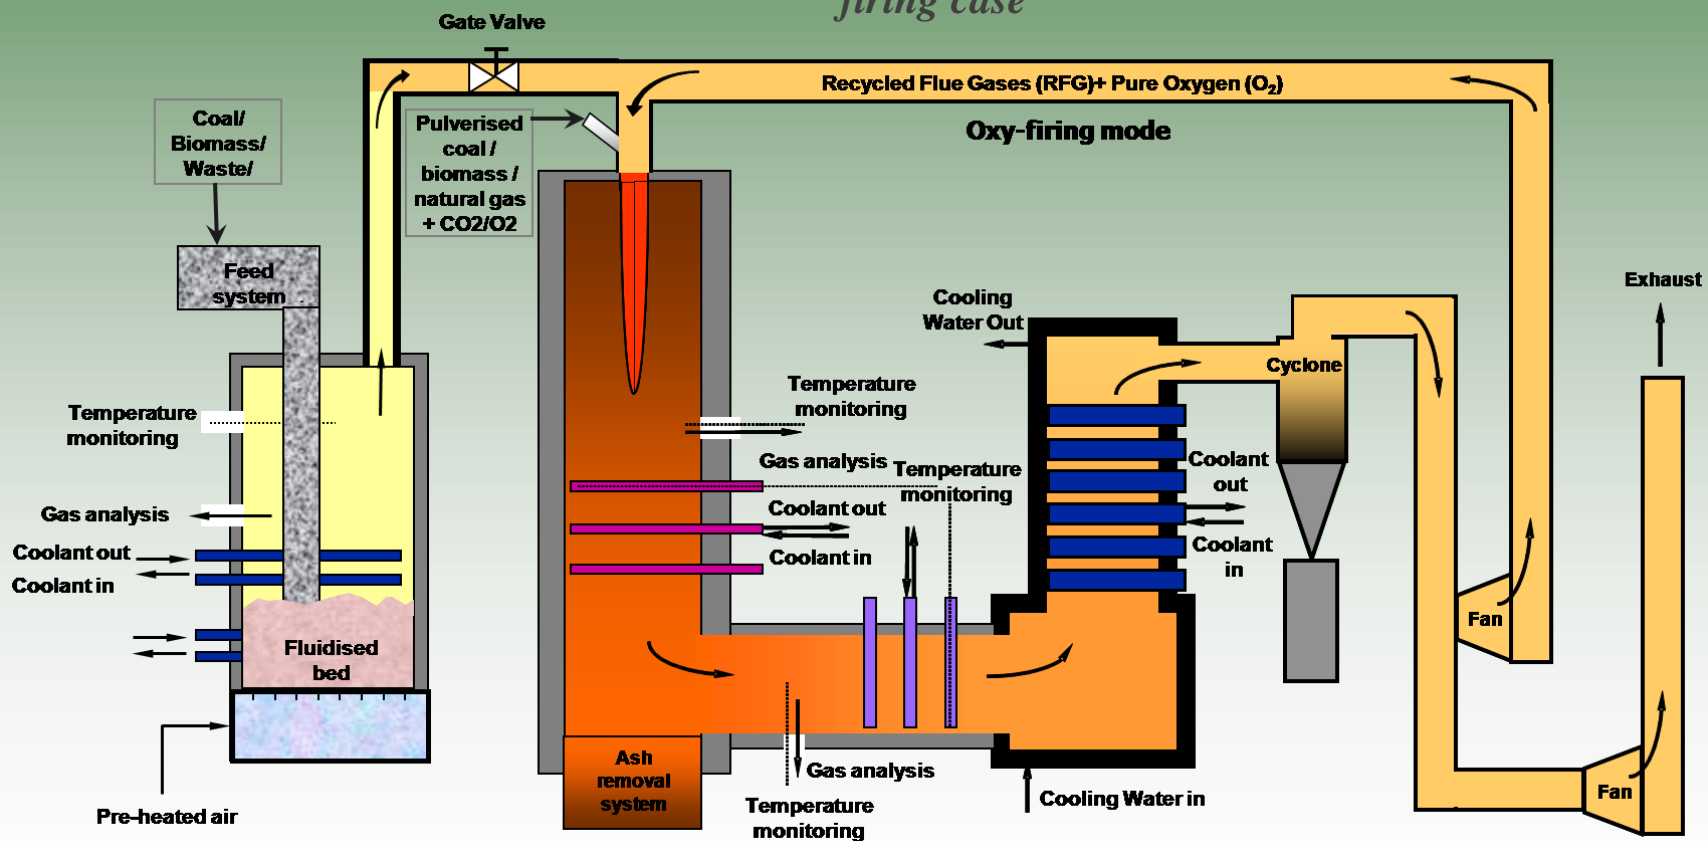 firing case
Gate Valve
Recycled Flue Gases (RFG)+ Pure Oxygen (O₂)
Oxy-firing mode
Coal/
Biomass/
Waste/
Pulverised
coal /
biomass /
natural gas
+ CO2/O2
Feed
system
Temperature
monitoring
Gas analysis
Coolant out
Coolant in
Fluidised
bed
Pre-heated air
Temperature
monitoring
Gas analysis
Temperature
monitoring
Coolant out
Coolant in
Ash
removal
system
Gas analysis
Temperature
monitoring
Cooling
Water Out
Cooling Water in
Cyclone
Coolant
out
Coolant
in
Fan
Fan
Exhaust